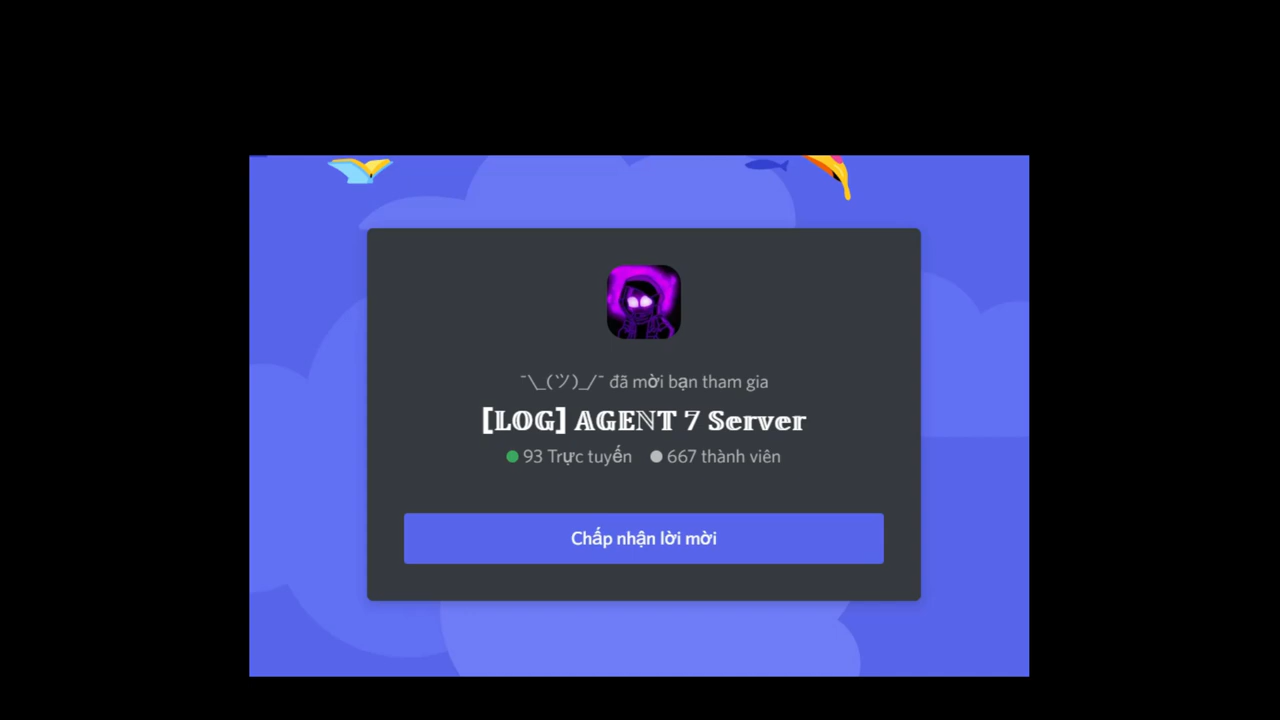 ¯\_(ツ)_/¯ đã mời bạn tham gia
[LOG] AGENT 7 Server
93 Trực tuyến 667 thành viên
Chấp nhận lời mời